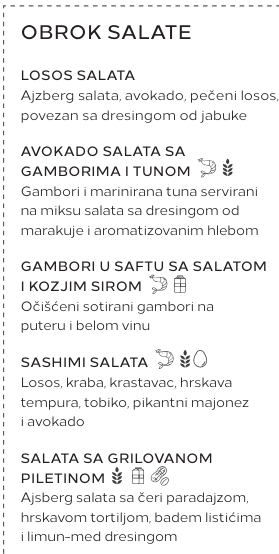 OBROK SALATE
LOSOS SALATA
Ajzberg salata, avokado, pečeni losos,
povezan sa dresingom od jabuke
AVOKADO SALATA SA
GAMBORIMA I TUNOM
Gambori i marinirana tuna servirani
na miksu salata sa dresingom od
marakuje i aromatizovanim hlebom
GAMBORI U SAFTU SA SALATOM
I KOZJIM SIROM
Očišćeni sotirani gambori na
puteru i belom vinu
SASHIMI SALATA
Losos, kraba, krastavac, hrskava
tempura, tobiko, pikantni majonez
i avokado
SALATA SA GRILOVANOM
PILETINOM
Ajsberg salata sa čeri paradajzom,
hrskavom tortiljom, badem listićima
i limun-med dresingom